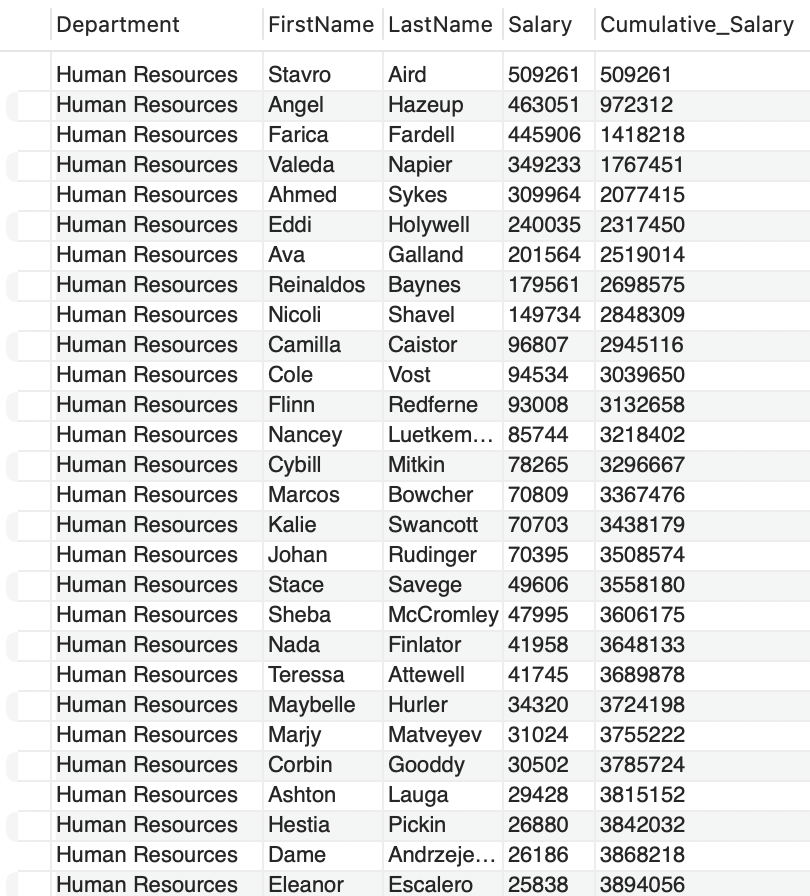 Department FirstName LastName Salary Cumulative_Salary
Human Resources Stavro Aird 509261 509261
Human Resources Angel Hazeup 463051 972312
Human Resources Farica Fardell 445906 1418218
Human Resources Valeda Napier 349233 1767451
Human Resources Ahmed Sykes 309964 2077415
Human Resources Eddi Holywell 240035 2317450
Human Resources Ava Galland 201564 2519014
Human Resources Reinaldos Baynes 179561 2698575
Human Resources Nicoli Shavel 149734 2848309
Human Resources Camilla Caistor 96807 2945116
Human Resources Cole Vost 94534 3039650
Human Resources Flinn Redferne 93008 3132658
Human Resources Nancey Luetkem... 85744 3218402
Human Resources Cybill Mitkin 78265 3296667
Human Resources Marcos Bowcher 70809 3367476
Human Resources Kalie Swancott 70703 3438179
Human Resources Johan Rudinger 70395 3508574
Human Resources Stace Savege 49606 3558180
Human Resources Sheba McCromley 47995 3606175
Human Resources Nada Finlator 41958 3648133
Human Resources Teressa Attewell 41745 3689878
Human Resources Maybelle Hurler 34320 3724198
Human Resources Marjy Matveyev 31024 3755222
Human Resources Corbin Gooddy 30502 3785724
Human Resources Ashton Lauga 29428 3815152
Human Resources Hestia Pickin 26880 3842032
Human Resources Dame Andrzeje... 26186 3868218
Human Resources Eleanor Escalero 25838 3894056